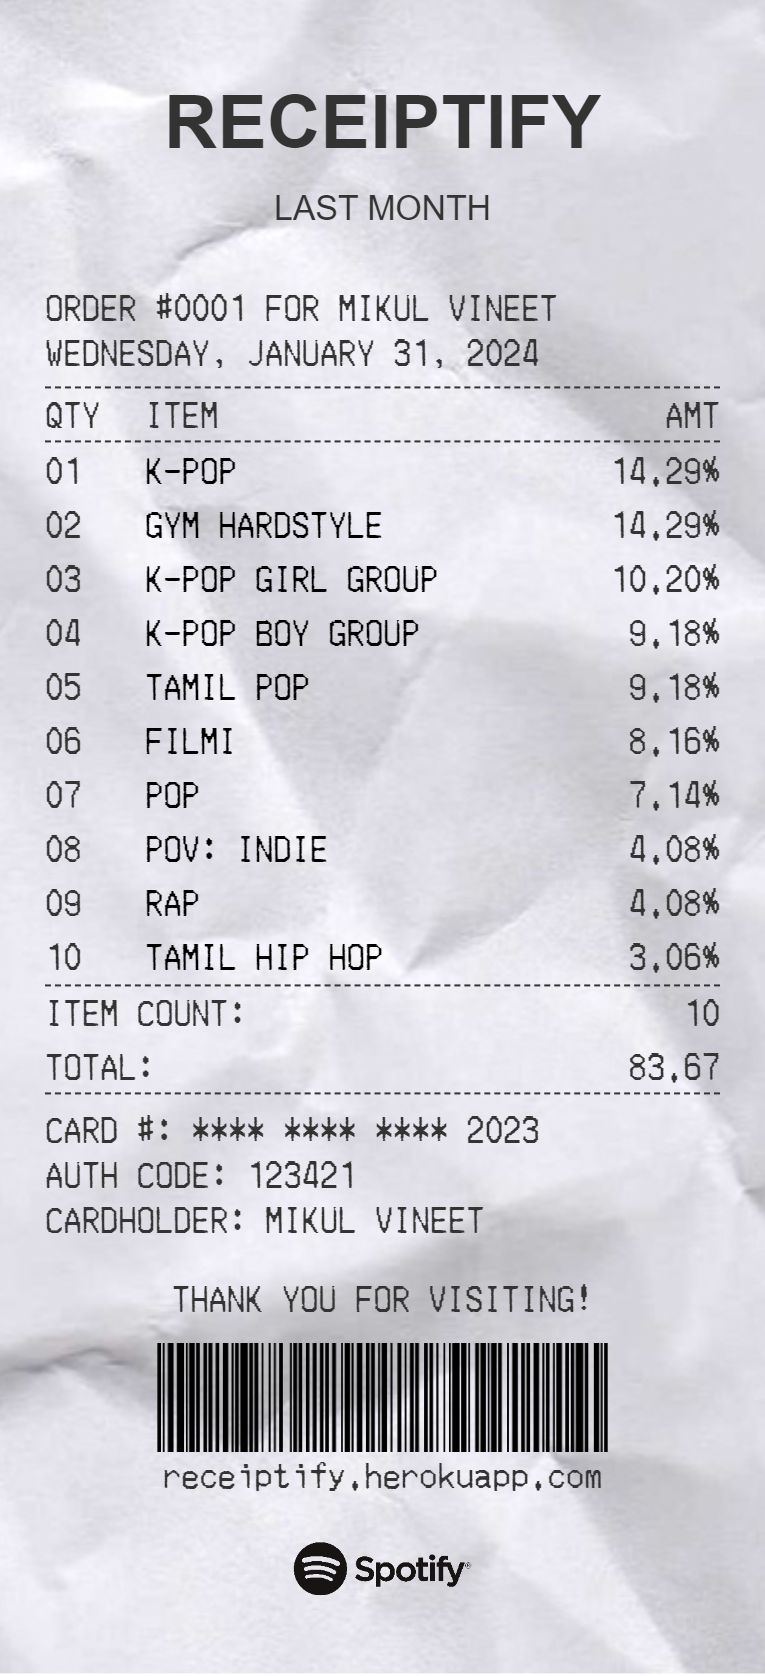 RECEIPTIFY
LAST MONTH
ORDER #0001 FOR MIKUL VINEET
WEDNESDAY, JANUARY 31, 2024
QTY ITEM AMT
01 K-POP 14.29%
02 GYM HARDSTYLE 14.29%
03 K-POP GIRL GROUP 10.20%
04 K-POP BOY GROUP 9.18%
05 TAMIL POP 9.18%
06 FILMI 8.16%
07 POP 7.14%
08 POV: INDIE 4.08%
09 RAP 4.08%
10 TAMIL HIP HOP 3.06%
ITEM COUNT: 10
TOTAL: 83.67
CARD #: **** **** **** 2023
AUTH CODE: 123421
CARDHOLDER: MIKUL VINEET
THANK YOU FOR VISITING!
receiptify.herokuapp.com
Spotify®